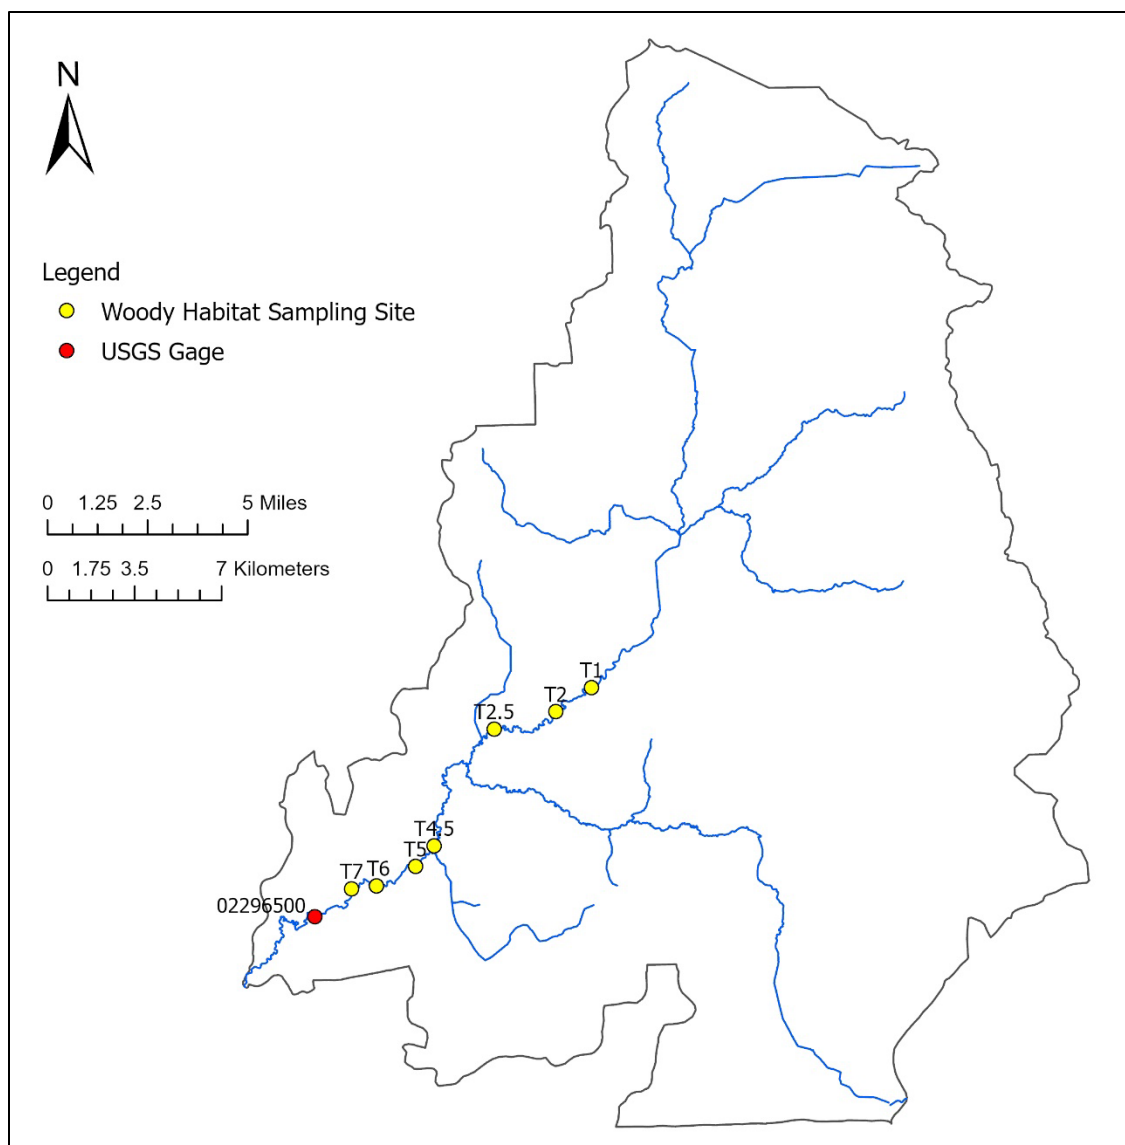 N
Legend
Woody Habitat Sampling Site
USGS Gage
0 1.25 2.5 5 Miles
0 1.75 3.5 7 Kilometers
T1
T2
T2.5
T4.5
T5
T6
T7
02296500